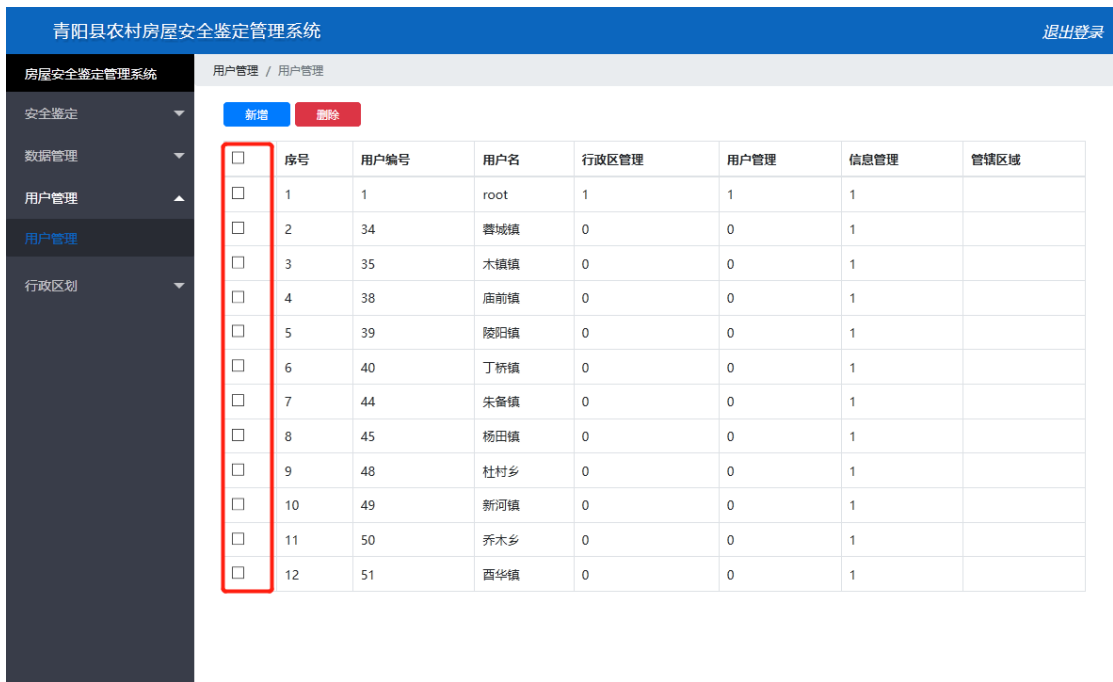 青阳县农村房屋安全鉴定管理系统 退出登录
房屋安全鉴定管理系统
安全鉴定
数据管理
用户管理
用户管理
行政区划
用户管理 / 用户管理
新增 删除
序号 用户编号 用户名 行政区管理 用户管理 信息管理 管辖区域
1 1 root 1 1 1
2 34 蓉城镇 0 0 1
3 35 木镇镇 0 0 1
4 38 庙前镇 0 0 1
5 39 陵阳镇 0 0 1
6 40 丁桥镇 0 0 1
7 44 朱备镇 0 0 1
8 45 杨田镇 0 0 1
9 48 杜村乡 0 0 1
10 49 新河镇 0 0 1
11 50 乔木乡 0 0 1
12 51 酉华镇 0 0 1